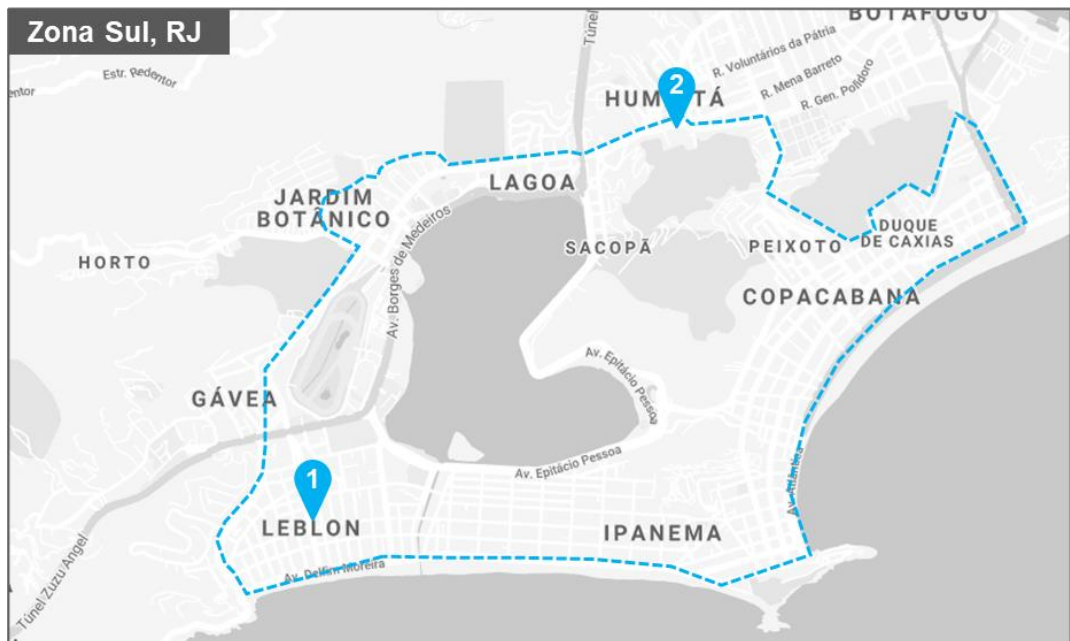 Zona Sul, RJ
BOTAFOGO
Túnel
R. Voluntários da Pátria
Estr. Redentor
entor
R. Mena Barreto
HUMAITÁ
2
R. Gen. Polidoro
LAGOA
JARDIM
BOTÂNICO
Av. Borges de Medeiros
SACOPÃ
PEIXOTO
DUQUE
DE CAXIAS
HORTO
COPACABANA
Av. Epitácio Pessoa
GÁVEA
Av. Epitácio Pessoa
1
Av. Atlântica
LEBLON
IPANEMA
Túnel Zuzu Angel
Av. Delfim Moreira